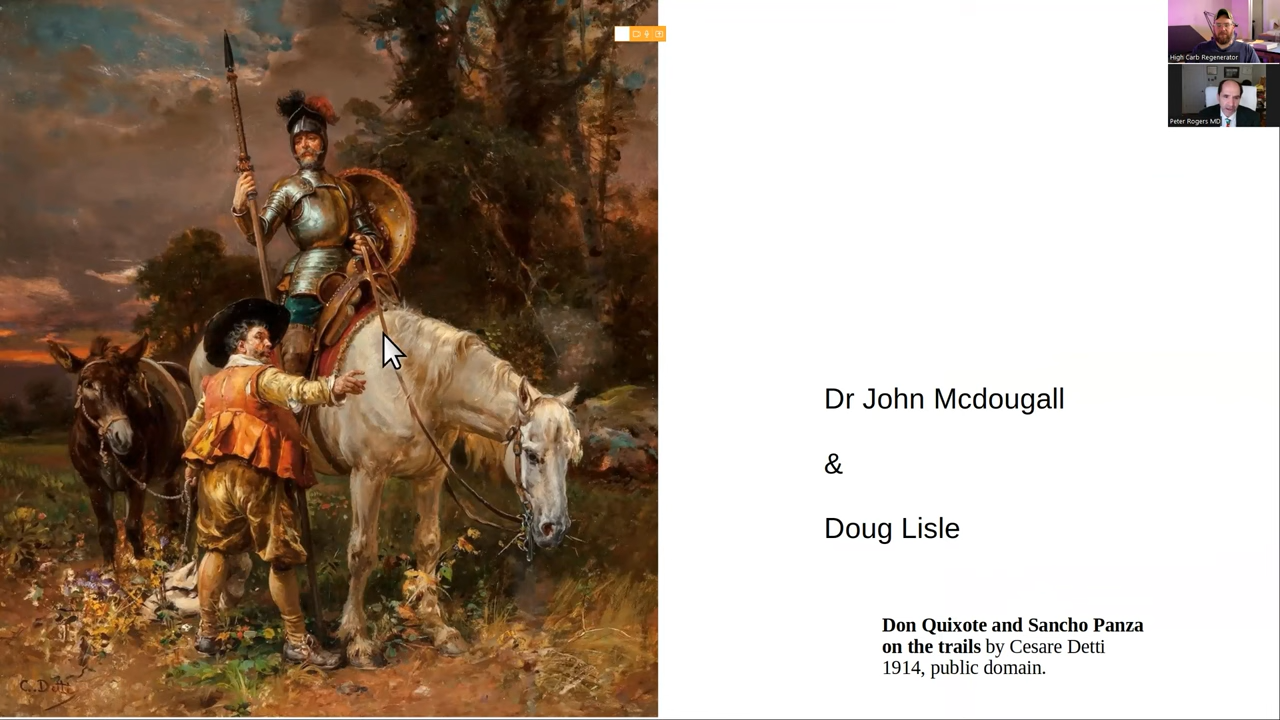 High Carb Regenerator
Peter Rogers MD
Dr John Mcdougall
&
Doug Lisle
Don Quixote and Sancho Panza
on the trails by Cesare Detti
1914, public domain.
C. Detti